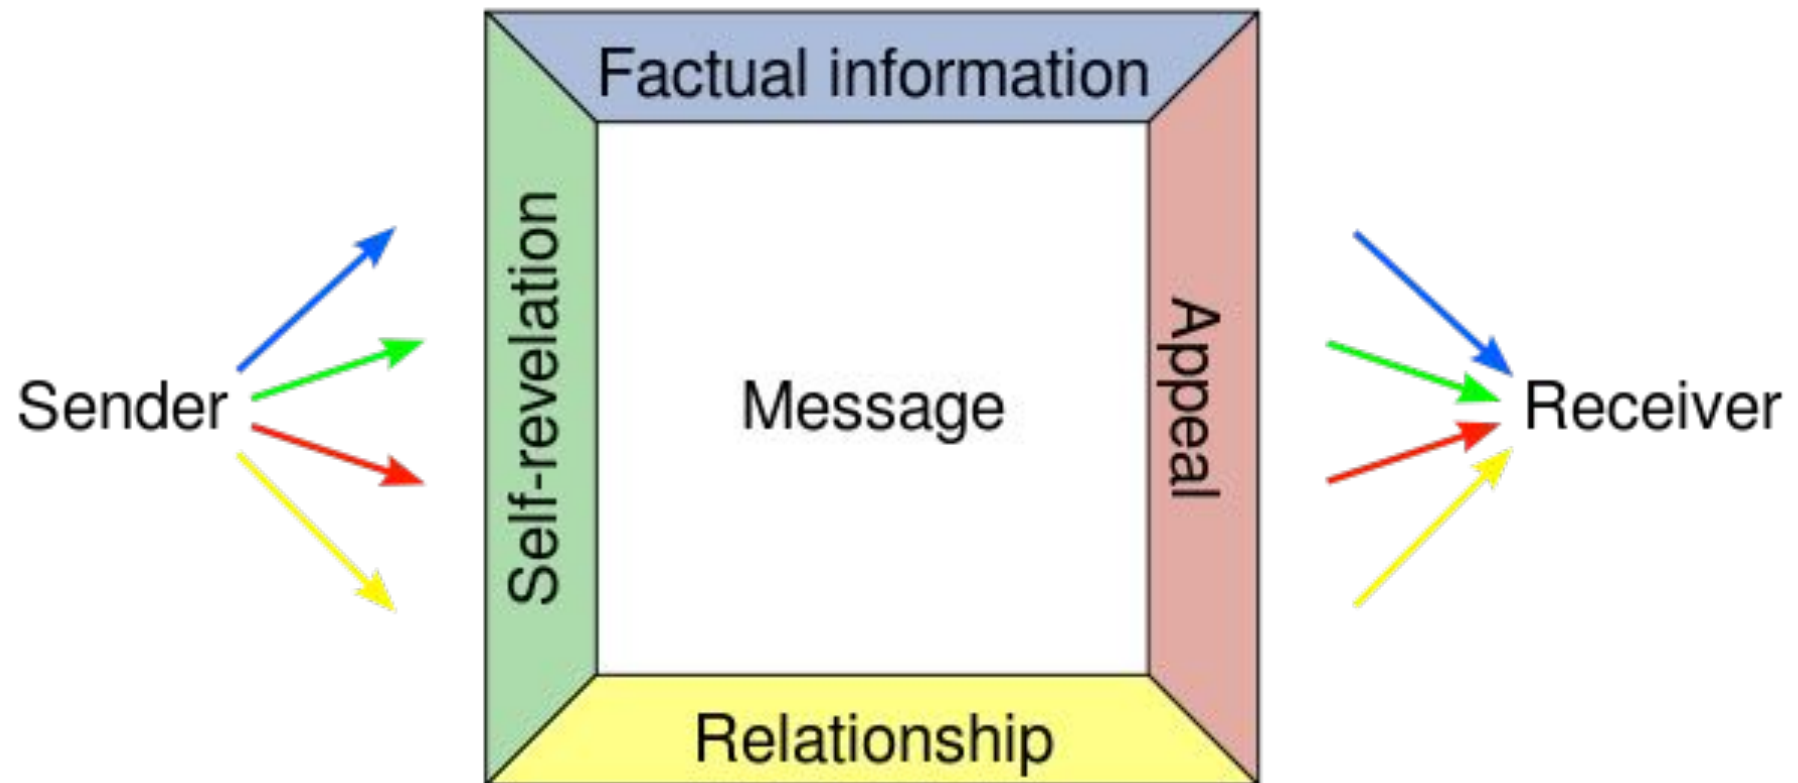 Factual information
Self-revelation
Sender
Message
Appeal
Receiver
Relationship